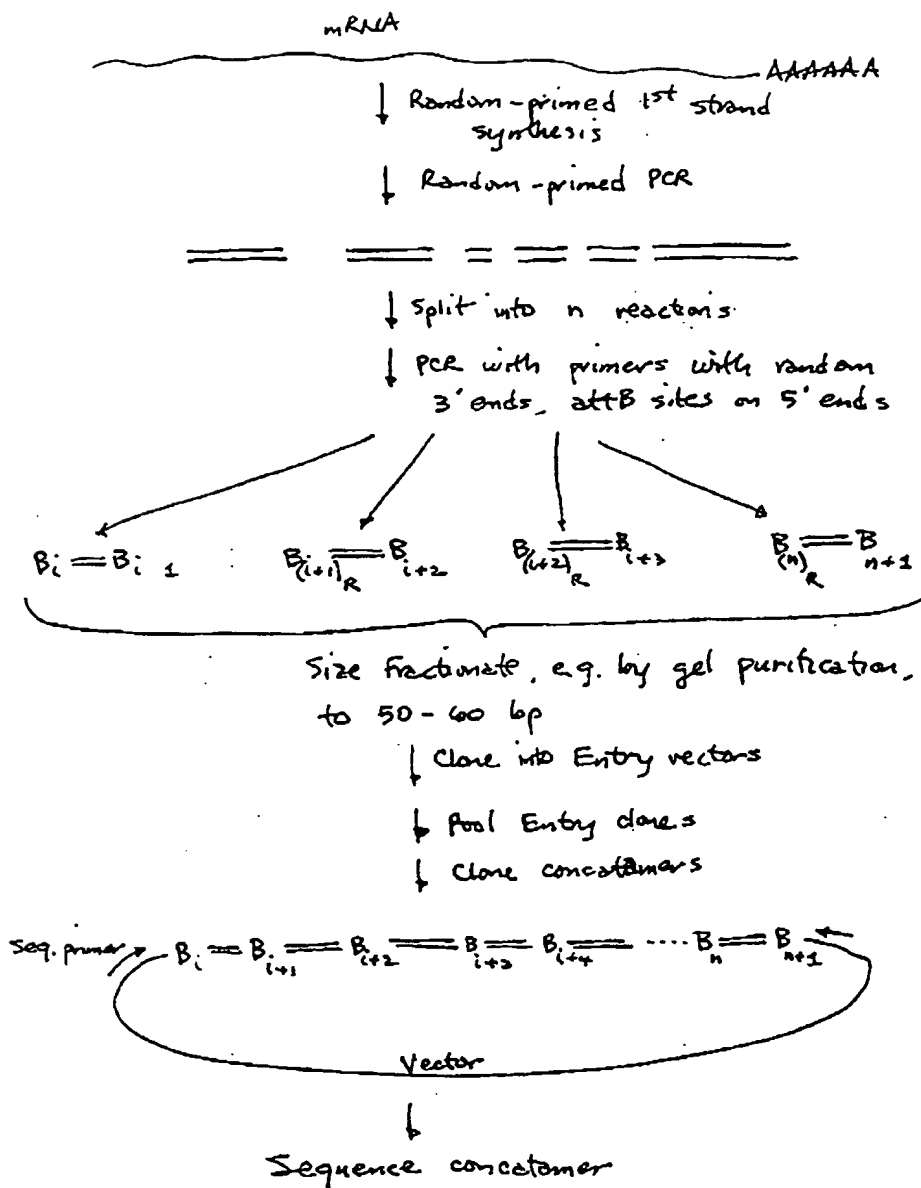 mRNA
AAAAAA
Random-primed 1st strand
synthesis
Random-primed PCR
Split into n reactions
PCR with primers with random
3' ends, attB sites on 5' ends
Bi = Bi 1
B(i+1)R = Bi+2
B(i+2)R = Bi+3
B(n)R = Bn+1
Size fractionate, e.g. by gel purification,
to 50-60 bp
Clone into Entry vectors
Pool Entry clones
Clone concatamers
Seq. primer Bi = Bi+1 = Bi+2 = Bi+3 = Bi+4 = .... Bn = Bn+1
Vector
Sequence concatomer